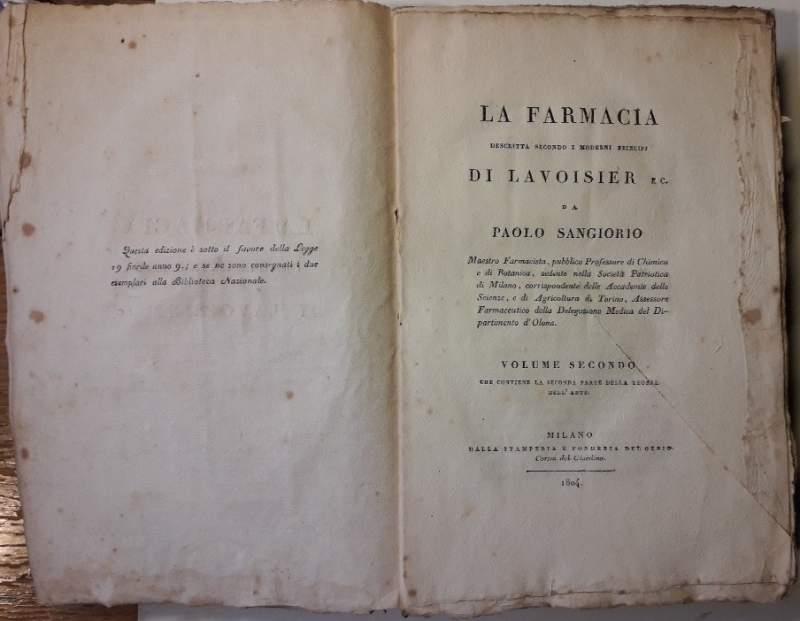 Questa edizione è sotto il favore della Legge
19 fiorile anno 9.; e se ne sono consegnati i due
esemplari alla Biblioteca Nazionale.
LA FARMACIA
DESCRITTA SECONDO I MODERNI PRINCIPJ
DI LAVOISIER EC.
DA
PAOLO SANGIORIO
Maestro Farmacista, pubblico Professore di Chimica
e di Botanica, sedente nella Società Patriotica
di Milano, corrispondente delle Accademie delle
Scienze, e di Agricoltura di Torino, Assessore
Farmaceutico della Delegazione Medica del Di-
partimento d'Olona.
VOLUME SECONDO
CHE CONTIENE LA SECONDA PARTE DELLA TEORIA
DELL'ARTE.
MILANO
DALLA STAMPERIA E FONDERIA DEL GENIO
Corsia del Giardino.
1804.